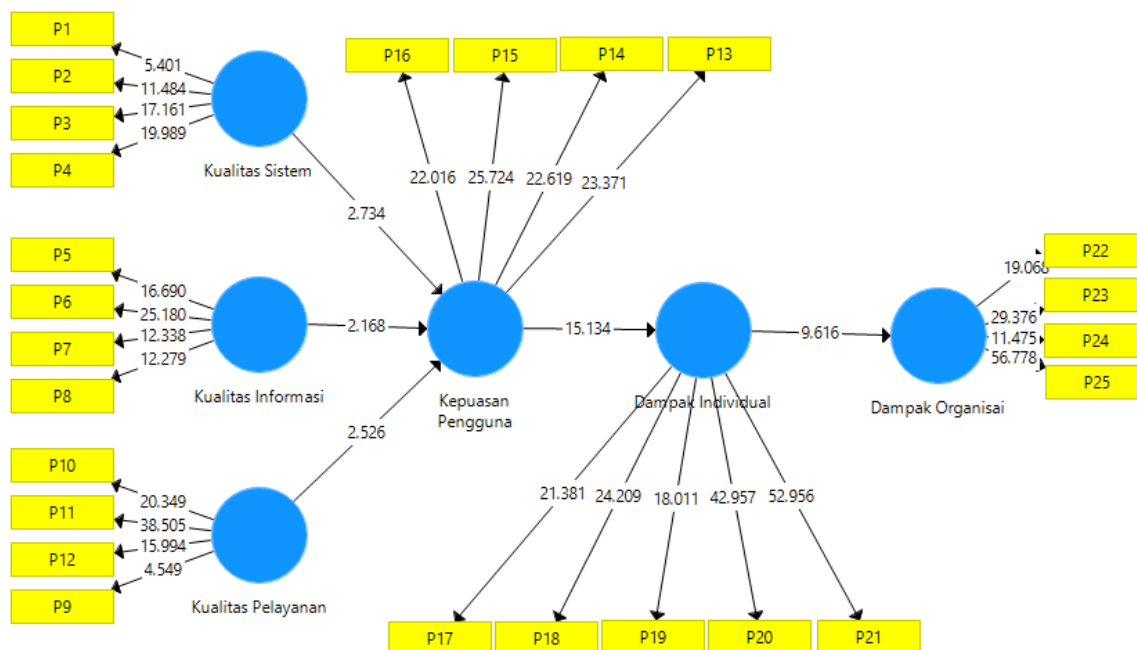 P1
P2
P3
P4
5.401
11.484
17.161
19.989
Kualitas Sistem
2.734
P16
P15
P14
P13
22.016
25.724
22.619
23.371
P5
P6
P7
P8
16.690
25.180
12.338
12.279
Kualitas Informasi
2.168
Kepuasan
Pengguna
15.134
Dampak Individual
9.616
Dampak Organisai
19.068
29.376
11.475
56.778
P22
P23
P24
P25
P10
P11
P12
P9
20.349
38.505
15.994
4.549
Kualitas Pelayanan
2.526
21.381
24.209
18.011
42.957
52.956
P17
P18
P19
P20
P21